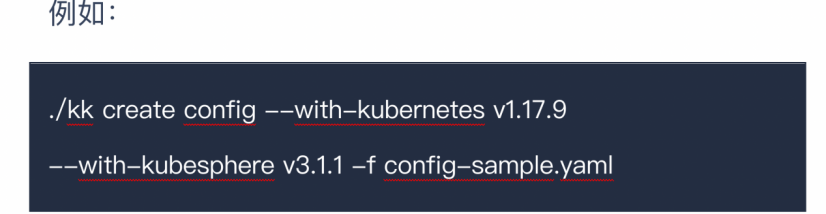 例如：
./kk create config --with-kubernetes v1.17.9
--with-kubesphere v3.1.1 -f config-sample.yaml